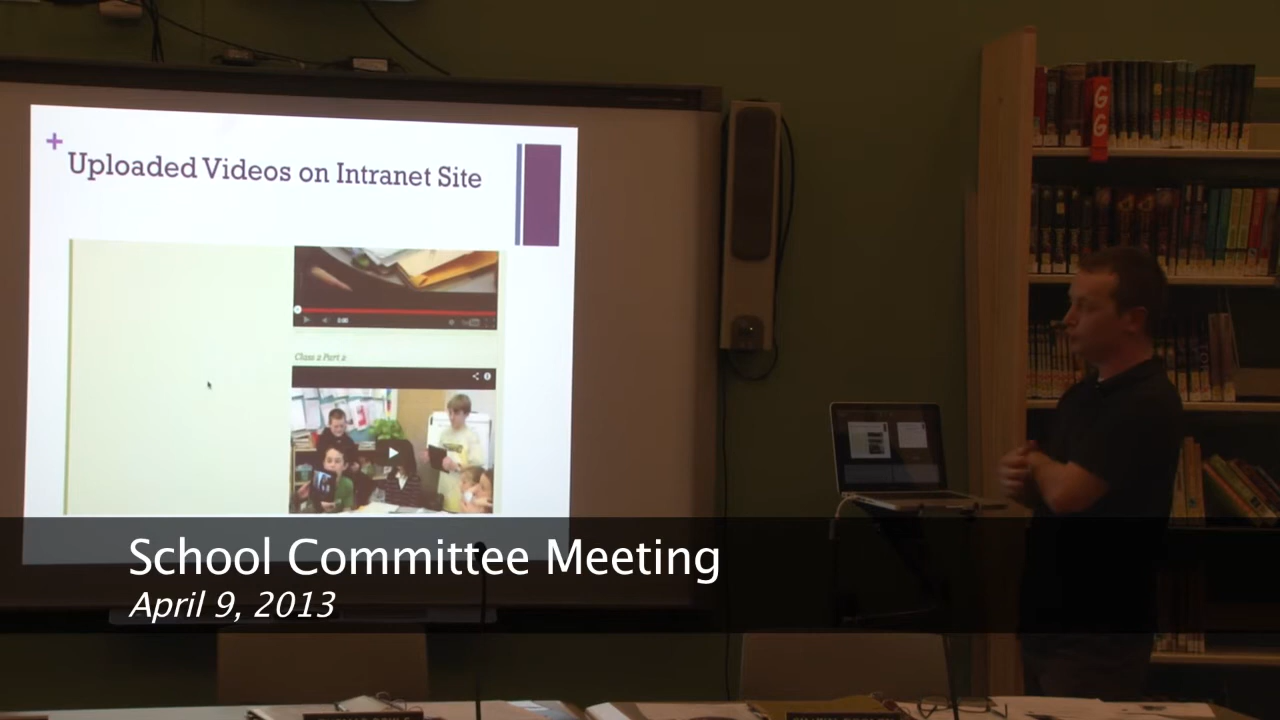 +
Uploaded Videos on Intranet Site
Class 2 Part 2
G
G
School Committee Meeting
April 9, 2013